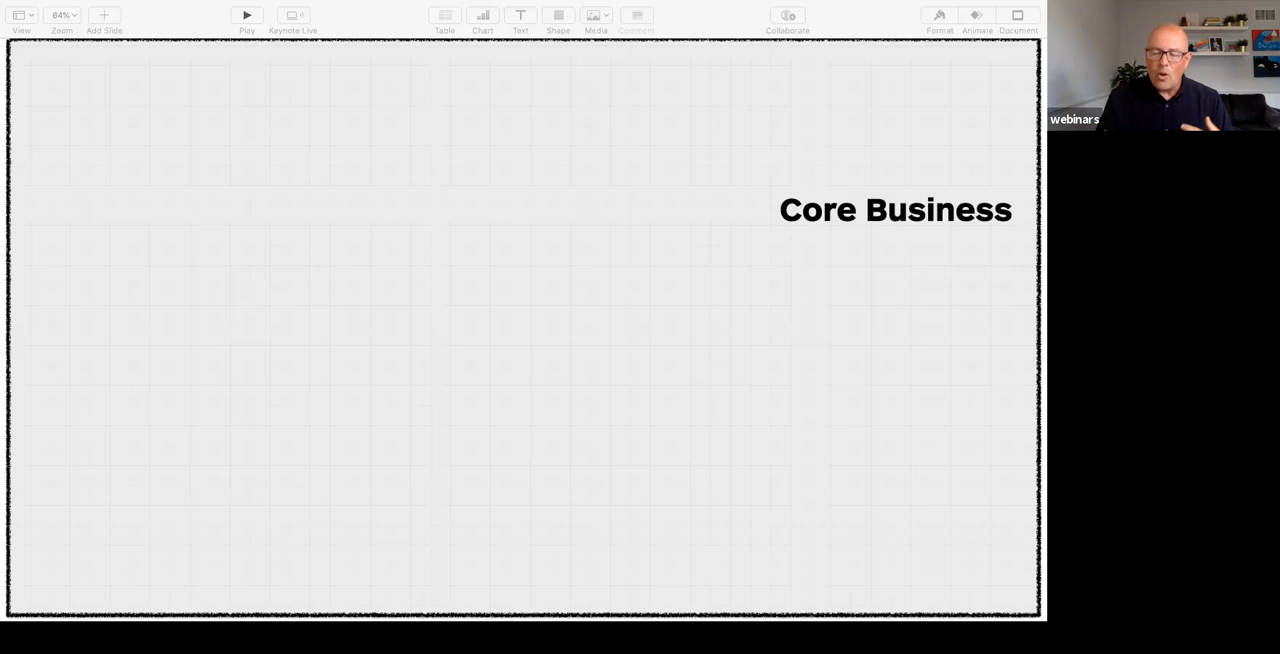 64%
View
Zoom
Add Slide
Play
Keynote Live
Table
Chart
Text
Shape
Media
Comment
Collaborate
Format
Animate
Document
webinars
Core Business